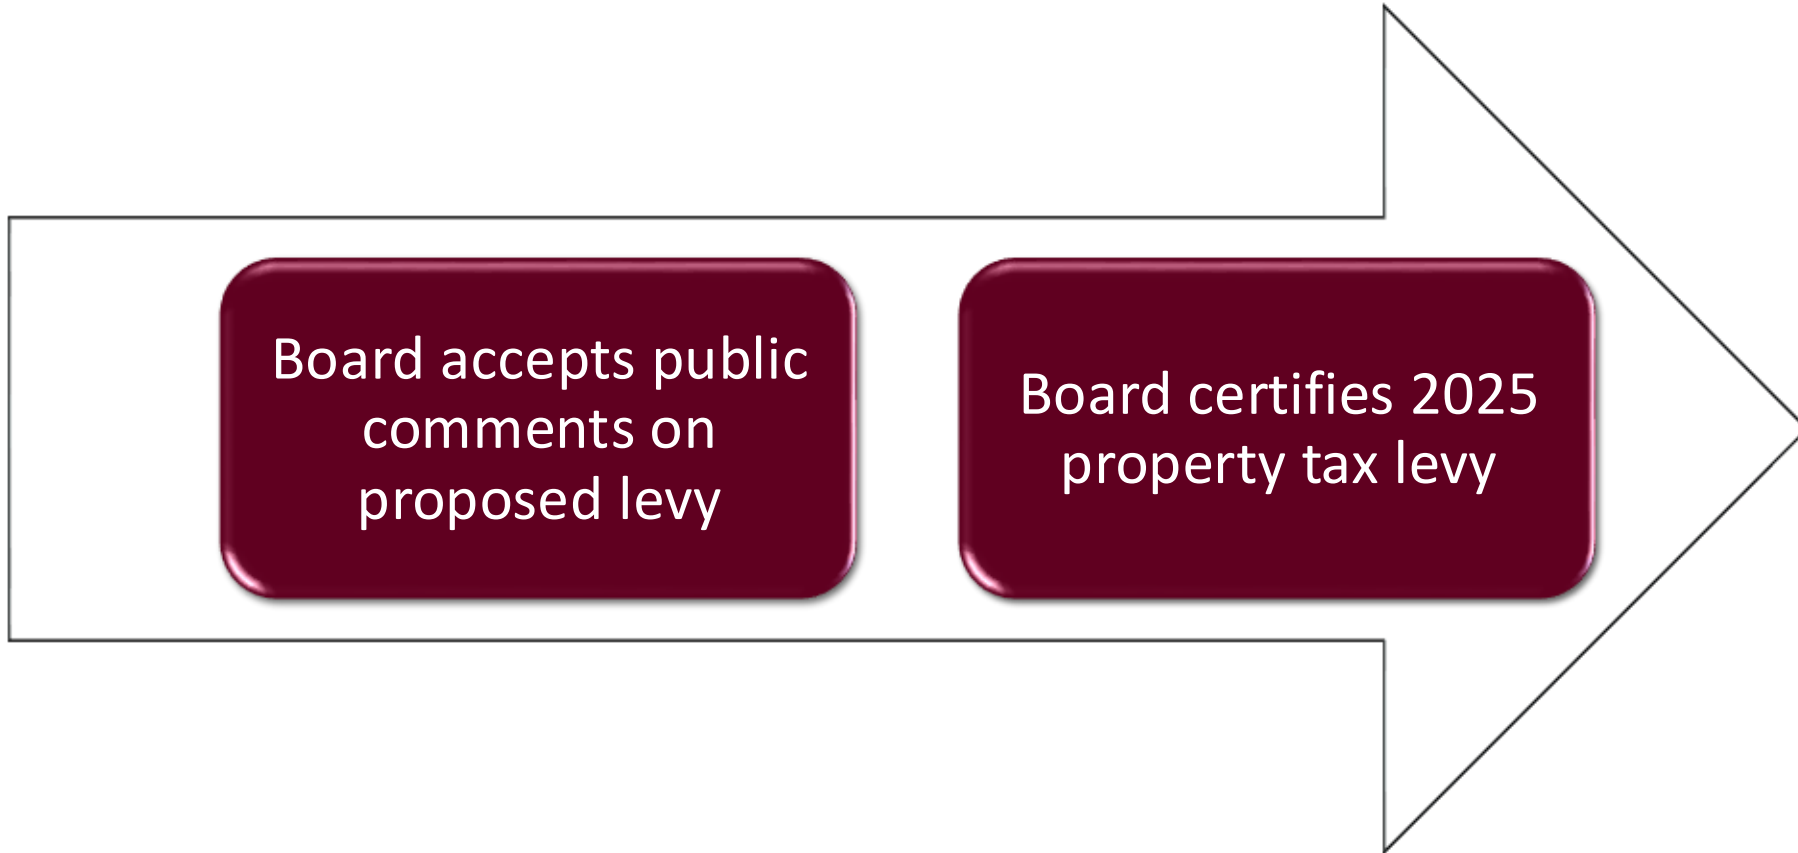 Board accepts public
comments on
proposed levy
Board certifies 2025
property tax levy